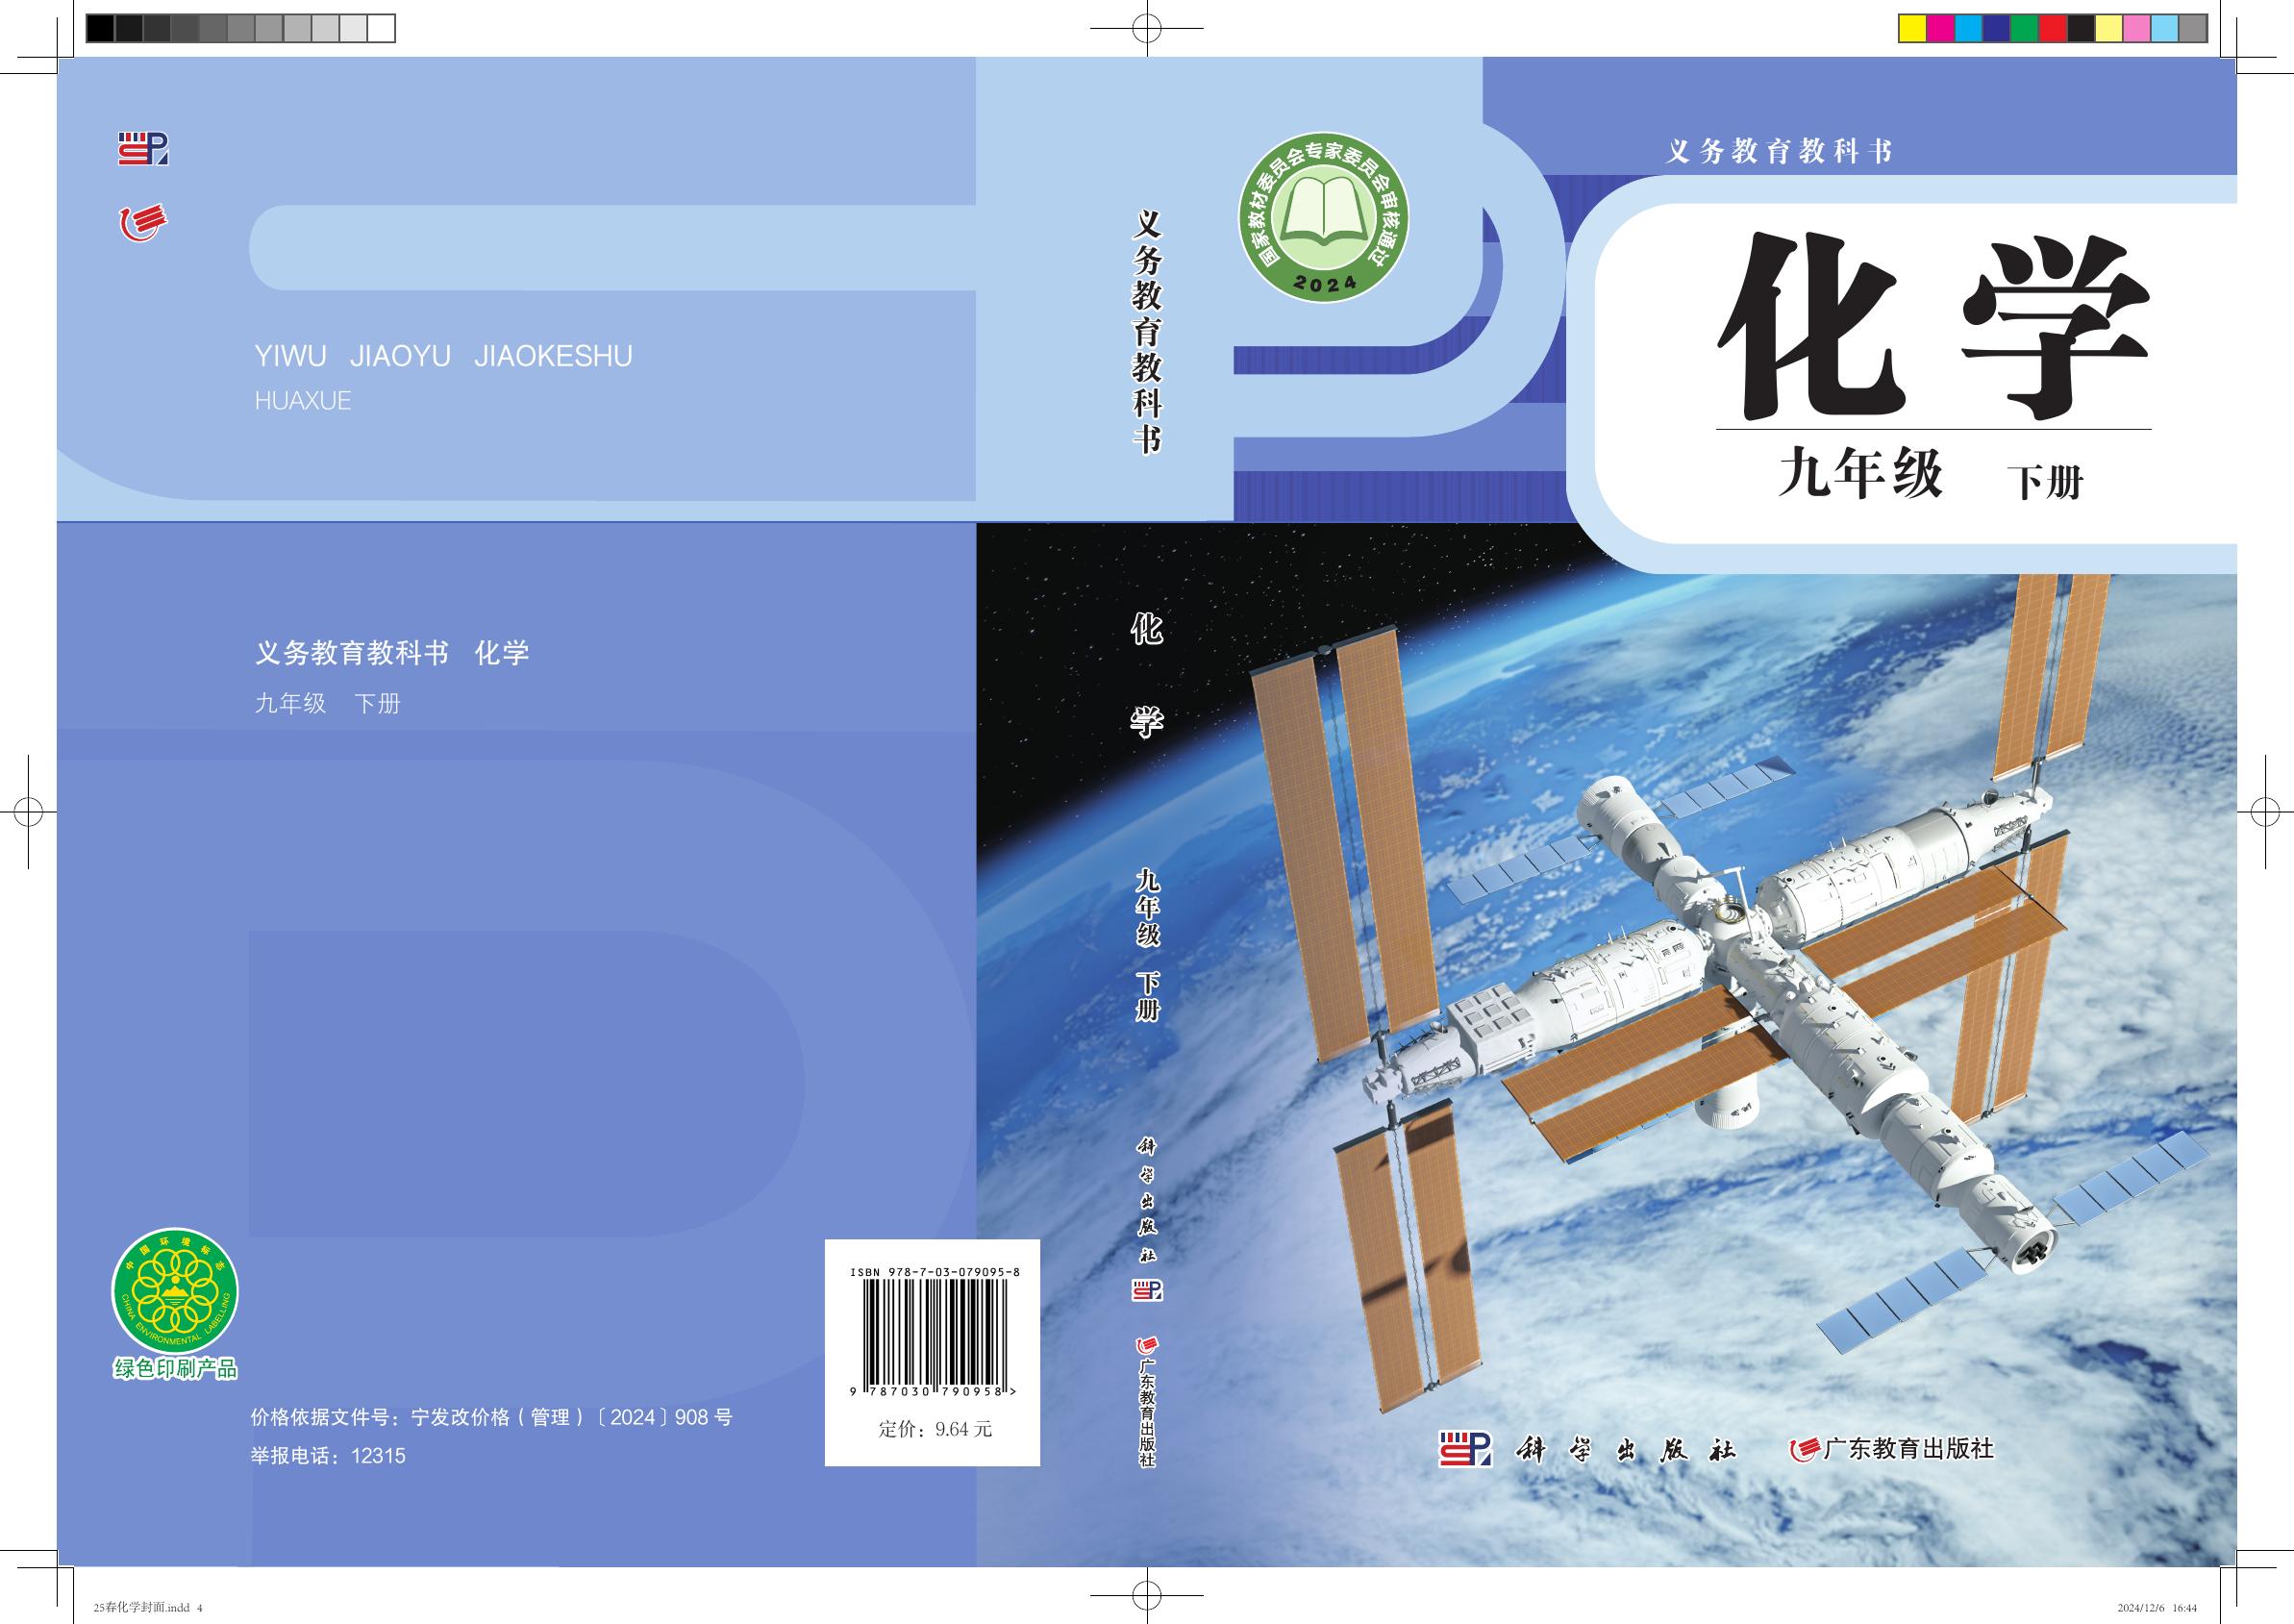 YIWU JIAOYU JIAOKESHU
HUAXUE
义务教育教科书 化学
九年级 下册
中国环境标志
CHINA ENVIRONMENTAL LABELLING
绿色印刷产品
价格依据文件号：宁发改价格（管理）〔2024〕908 号
举报电话：12315
ISBN 978-7-03-079095-8
9 787030 790958 >
定价：9.64 元
义务教育教科书
化学
九年级 下册
科学出版社
广东教育出版社
国家教材委员会专家委员会审核通过
2024
义务教育教科书
化学
九年级 下册
科学出版社 广东教育出版社
25春化学封面.indd 4
2024/12/6 16:44